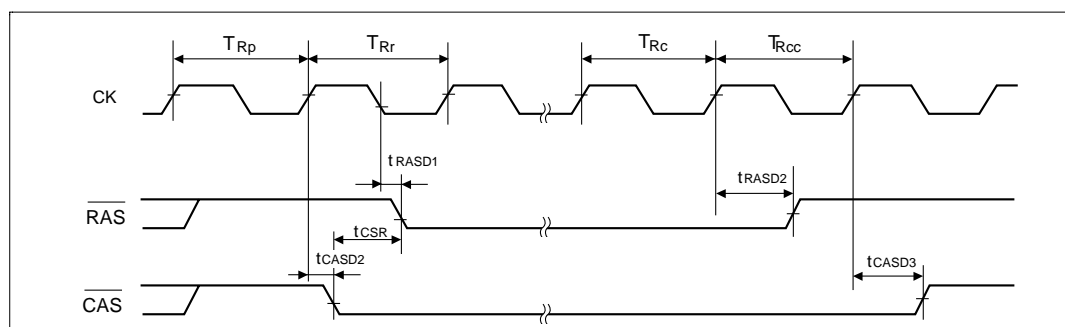 TRp TRr TRc TRcc
CK
tRASD1
tRASD2
RAS
tCSR
tCASD2
tCASD3
CAS